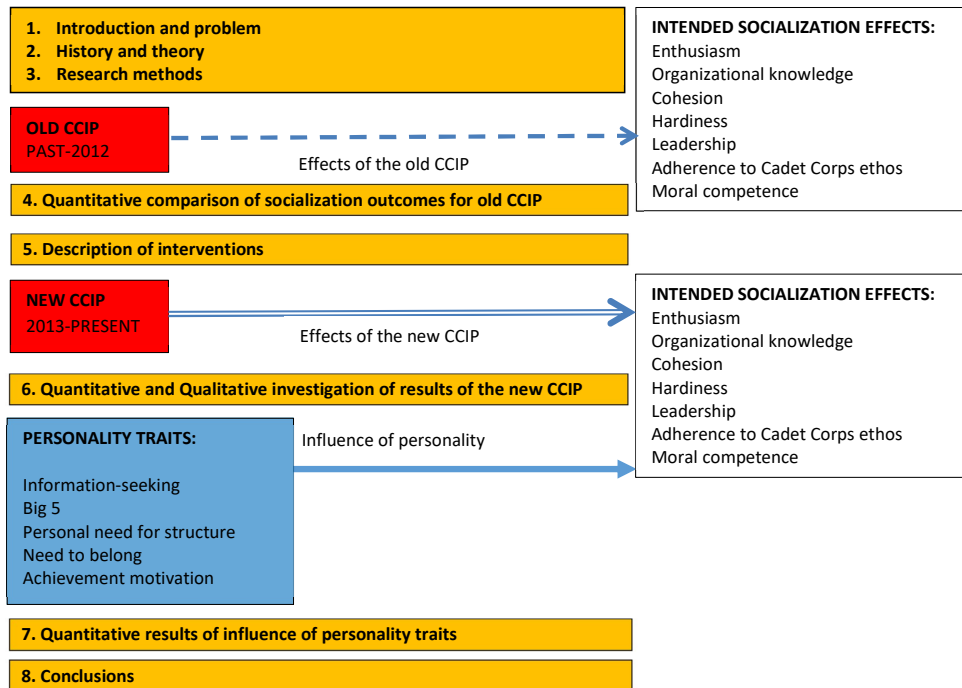 1. Introduction and problem
2. History and theory
3. Research methods
INTENDED SOCIALIZATION EFFECTS:
Enthusiasm
Organizational knowledge
Cohesion
Hardiness
Leadership
Adherence to Cadet Corps ethos
Moral competence
OLD CCIP
PAST-2012
Effects of the old CCIP
4. Quantitative comparison of socialization outcomes for old CCIP
5. Description of interventions
NEW CCIP
2013-PRESENT
Effects of the new CCIP
INTENDED SOCIALIZATION EFFECTS:
Enthusiasm
Organizational knowledge
Cohesion
Hardiness
Leadership
Adherence to Cadet Corps ethos
Moral competence
6. Quantitative and Qualitative investigation of results of the new CCIP
PERSONALITY TRAITS:
Information-seeking
Big 5
Personal need for structure
Need to belong
Achievement motivation
Influence of personality
7. Quantitative results of influence of personality traits
8. Conclusions